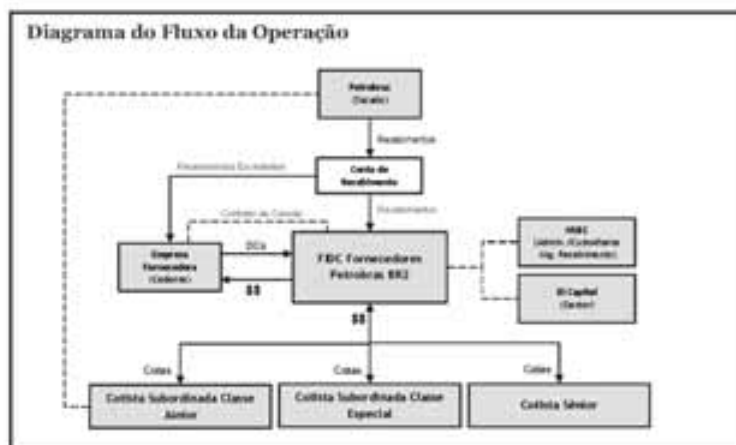 Diagrama do Fluxo da Operação
Petrobras
(Sacado)
Recebimentos
Conta de
Recebimento
Recebimentos Excedentes
Recebimentos
Contrato de Cessão
Empresa
Fornecedora
(Cedente)
DCs
$$
FIDC Fornecedores
Petrobras BR2
HSBC
(Admin./Custodiante
Ag. Recebimento)
Capital
(Gestor)
$$
Cotas
Cotas
Cotas
Cotista Subordinada Classe
Júnior
Cotista Subordinada Classe
Especial
Cotista Sênior